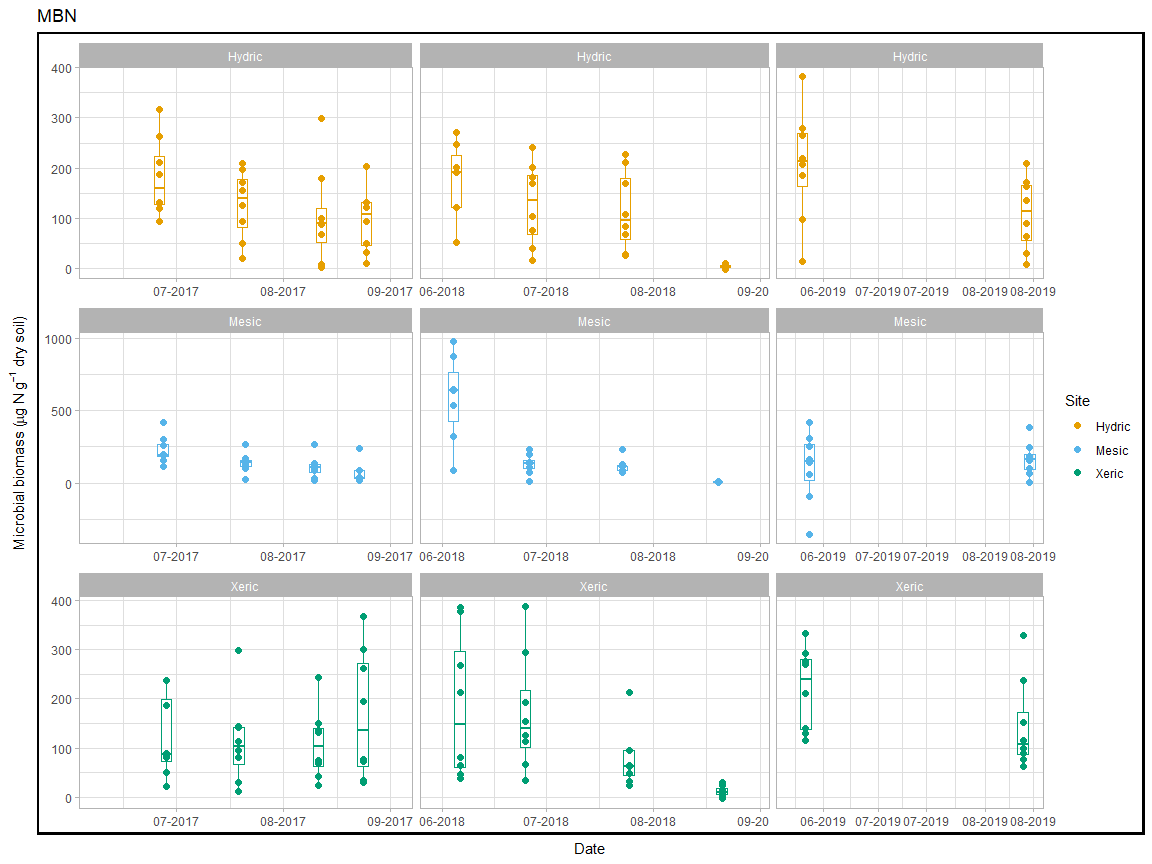 MBN
Hydric Hydric Hydric
400
300
200
100
0
07-2017 08-2017 09-2017 06-2018 07-2018 08-2018 09-20 06-2019 07-2019 07-2019 08-2019 08-2019
Mesic Mesic Mesic
1000
500
0
07-2017 08-2017 09-2017 06-2018 07-2018 08-2018 09-20 06-2019 07-2019 07-2019 08-2019 08-2019
Xeric Xeric Xeric
400
300
200
100
0
07-2017 08-2017 09-2017 06-2018 07-2018 08-2018 09-20 06-2019 07-2019 07-2019 08-2019 08-2019
Date
Microbial biomass (μg N g⁻¹ dry soil)
Site
Hydric
Mesic
Xeric